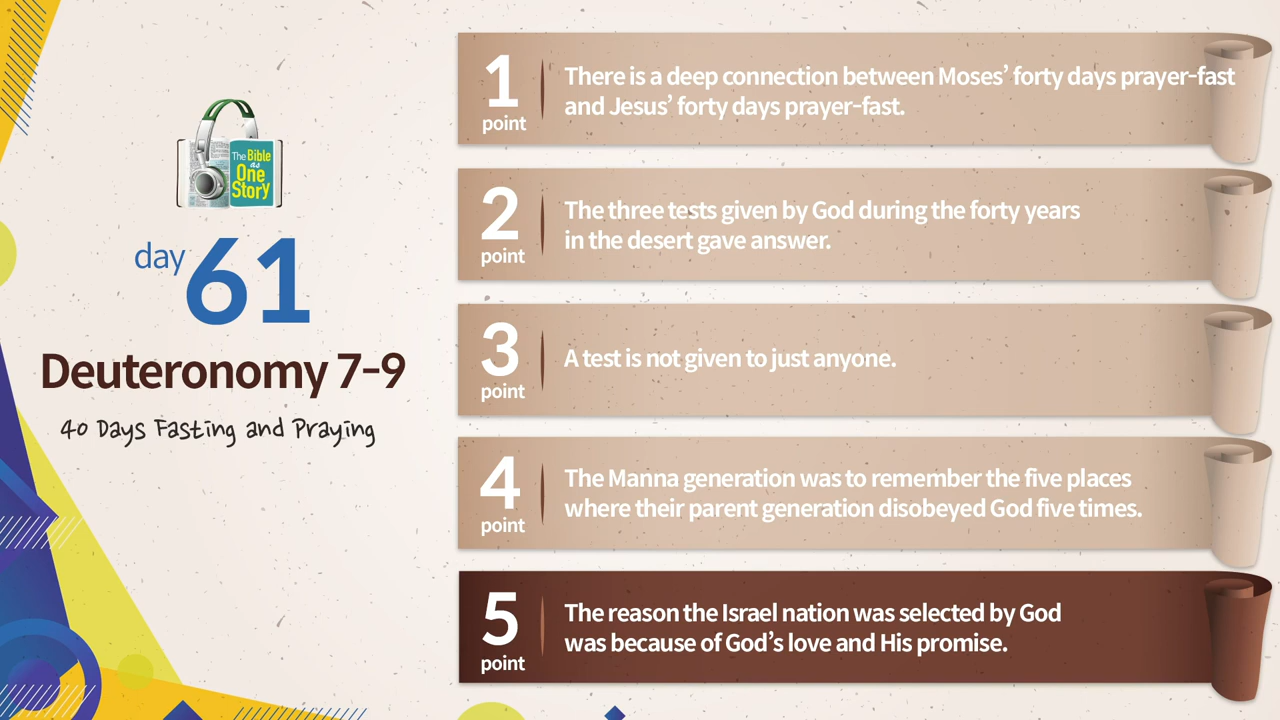 The Bible
as
One
Story
day 61
Deuteronomy 7-9
40 Days Fasting and Praying
1
point
There is a deep connection between Moses’ forty days prayer-fast
and Jesus’ forty days prayer-fast.
2
point
The three tests given by God during the forty years
in the desert gave answer.
3
point
A test is not given to just anyone.
4
point
The Manna generation was to remember the five places
where their parent generation disobeyed God five times.
5
point
The reason the Israel nation was selected by God
was because of God’s love and His promise.